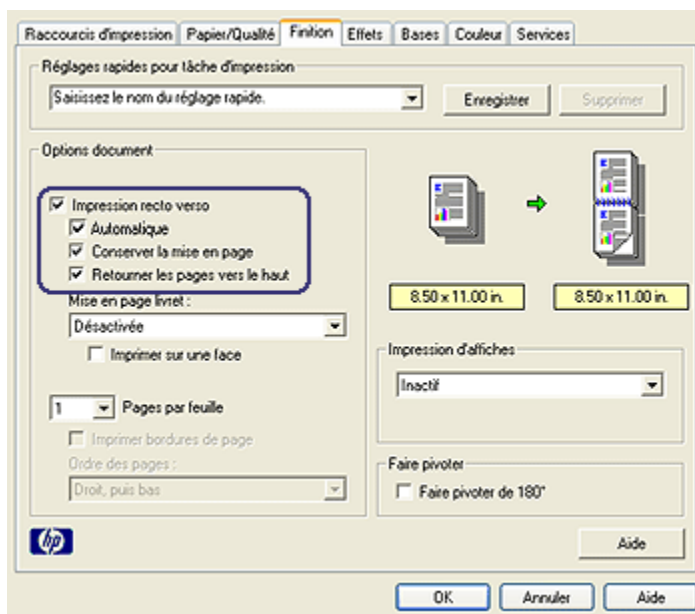 Raccourcis d'impression Papier/Qualité Finition Effets Bases Couleur Services
Réglages rapides pour tâche d'impression
Saisissez le nom du réglage rapide. Enregistrer Supprimer
Options document
Impression recto verso
Automatique
Conserver la mise en page
Retourner les pages vers le haut
Mise en page livret :
Désactivée
Imprimer sur une face
1 Pages par feuille
Imprimer bordures de page
Ordre des pages :
Droit, puis bas
8.50 x 11.00 in. 8.50 x 11.00 in.
Impression d'affiches
Inactif
Faire pivoter
Faire pivoter de 180°
hp
Aide
OK Annuler Aide